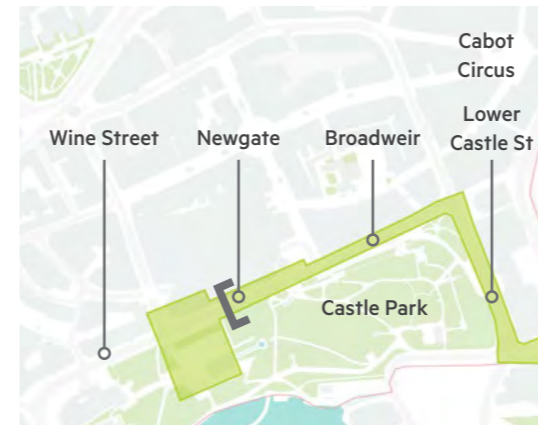 Cabot
Circus
Wine Street
Newgate
Broadweir
Lower
Castle St
Castle Park